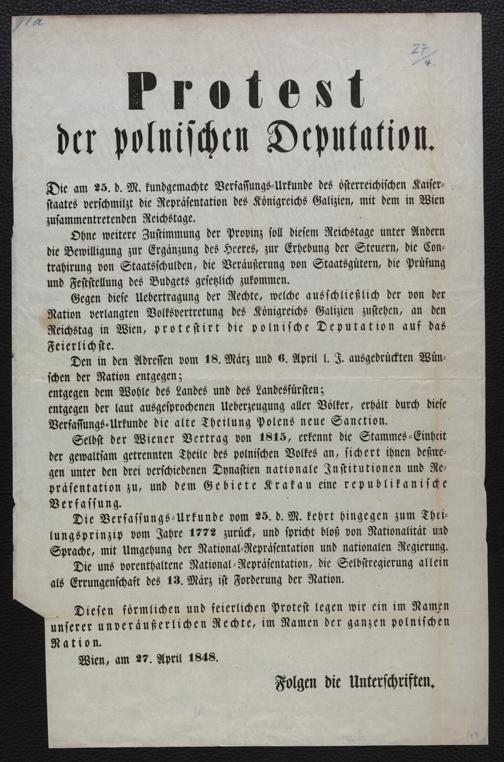 91a
27/4.
Protest
der polnischen Deputation.
Die am 25. d. M. kundgemachte Verfassungs-Urkunde des österreichischen Kaiser-
staates verschmilzt die Repräsentation des Königreichs Galizien, mit dem in Wien
zusammentretenden Reichstage.
Ohne weitere Zustimmung der Provinz soll diesem Reichstage unter Andern
die Bewilligung zur Ergänzung des Heeres, zur Erhebung der Steuern, die Con-
trahirung von Staatsschulden, die Veräußerung von Staatsgütern, die Prüfung
und Feststellung des Budgets gesetzlich zukommen.
Gegen diese Uebertragung der Rechte, welche ausschließlich der von der
Nation verlangten Volksvertretung des Königreichs Galizien zustehen, an den
Reichstag in Wien, protestirt die polnische Deputation auf das
Feierlichste.
Den in den Adressen vom 18. März und 6. April l. J. ausgedrückten Wün-
schen der Nation entgegen;
entgegen dem Wohle des Landes und des Landesfürsten;
entgegen der laut ausgesprochenen Ueberzeugung aller Völker, erhält durch diese
Verfassungs-Urkunde die alte Theilung Polens neue Sanction.
Selbst der Wiener Vertrag von 1815, erkennt die Stammes-Einheit
der gewaltsam getrennten Theile des polnischen Volkes an, sichert ihnen deßwe-
gen unter den drei verschiedenen Dynastien nationale Institutionen und Re-
präsentation zu, und dem Gebiete Krakau eine republikanische
Verfassung.
Die Verfassungs-Urkunde vom 25. d. M. kehrt hingegen zum Thei-
lungsprinzip vom Jahre 1772 zurück, und spricht bloß von Nationalität und
Sprache, mit Umgehung der National-Repräsentation und nationalen Regierung.
Die uns vorenthaltene National-Repräsentation, die Selbstregierung allein
als Errungenschaft des 13. März ist Forderung der Nation.
Diesen förmlichen und feierlichen Protest legen wir ein im Namen
unserer unveräußerlichen Rechte, im Namen der ganzen polnischen
Nation.
Wien, am 27. April 1848.
Folgen die Unterschriften.